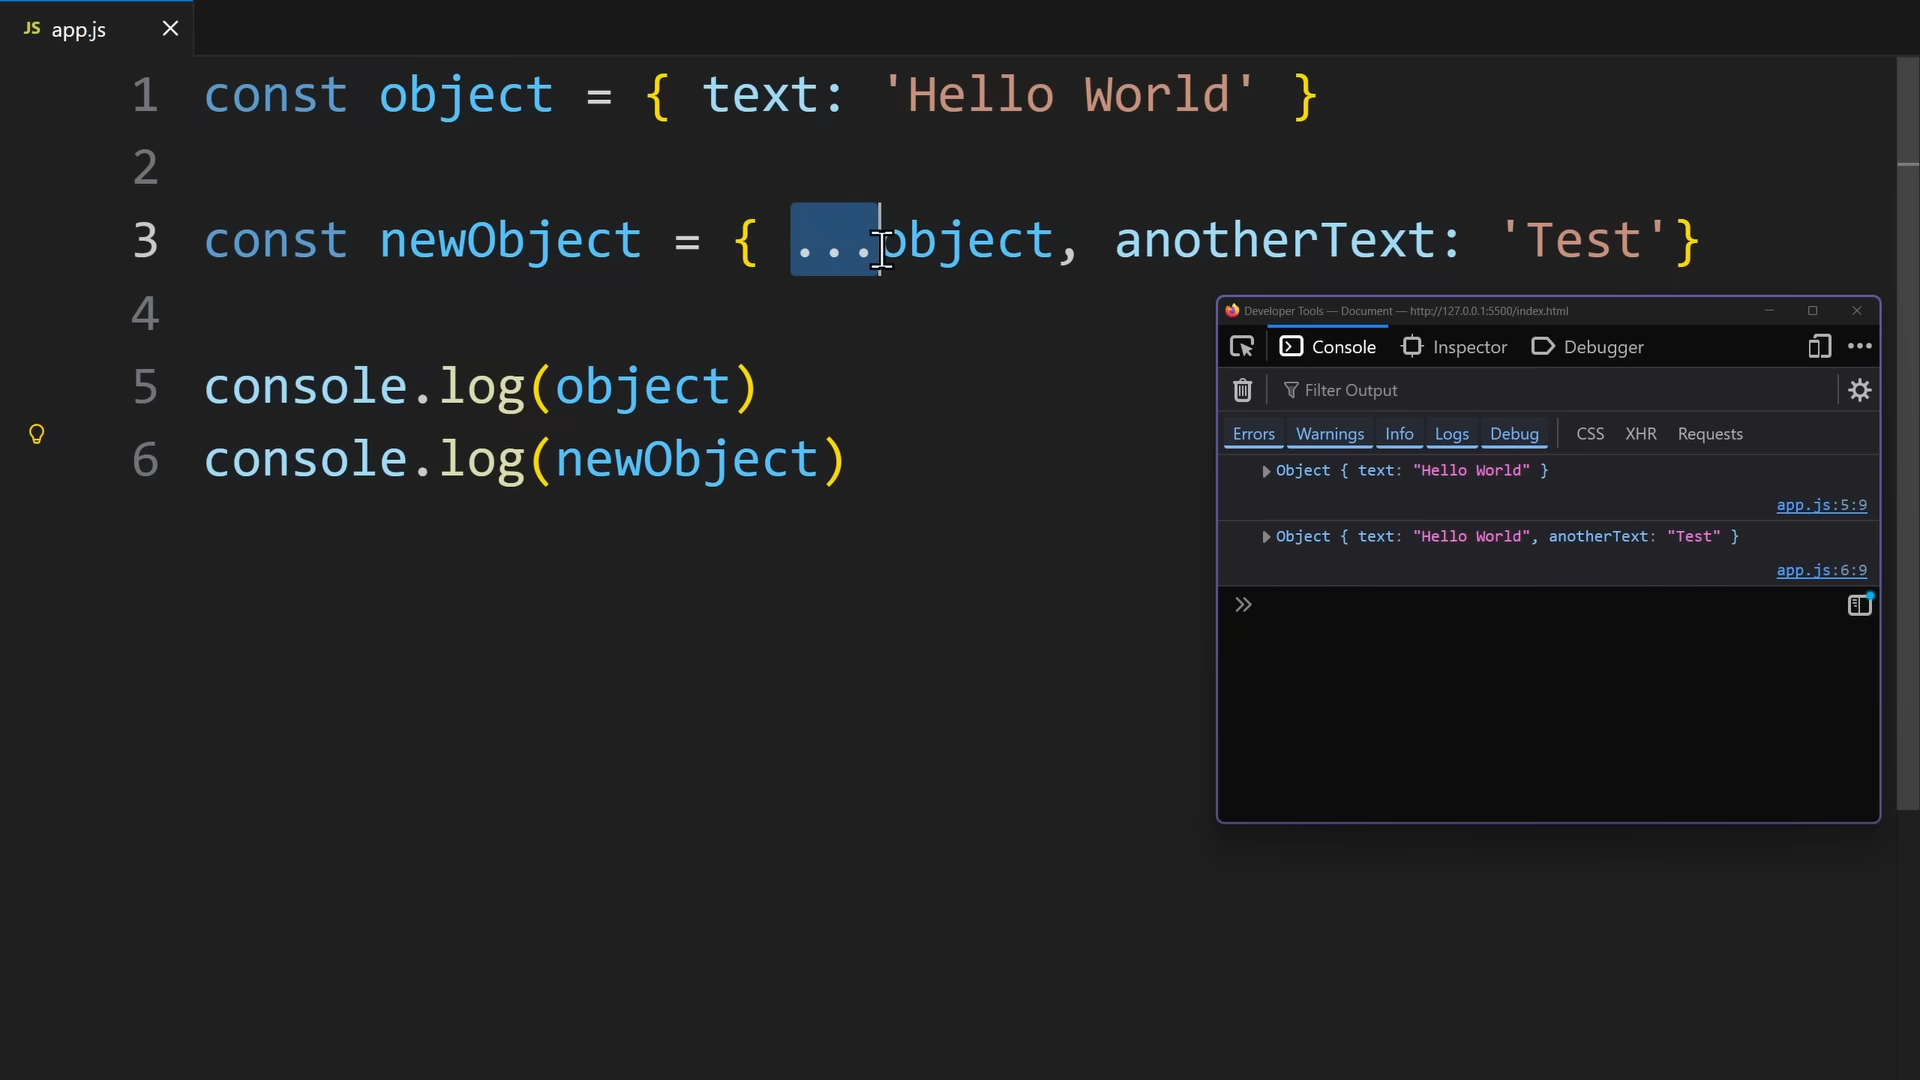 JS app.js
1 const object = { text: 'Hello World' }
2
3 const newObject = { ...object, anotherText: 'Test'}
4
5 console.log(object)
6 console.log(newObject)
Developer Tools — Document — http://127.0.0.1:5500/index.html
Console Inspector Debugger
Filter Output
Errors Warnings Info Logs Debug CSS XHR Requests
Object { text: "Hello World" }
app.js:5:9
Object { text: "Hello World", anotherText: "Test" }
app.js:6:9